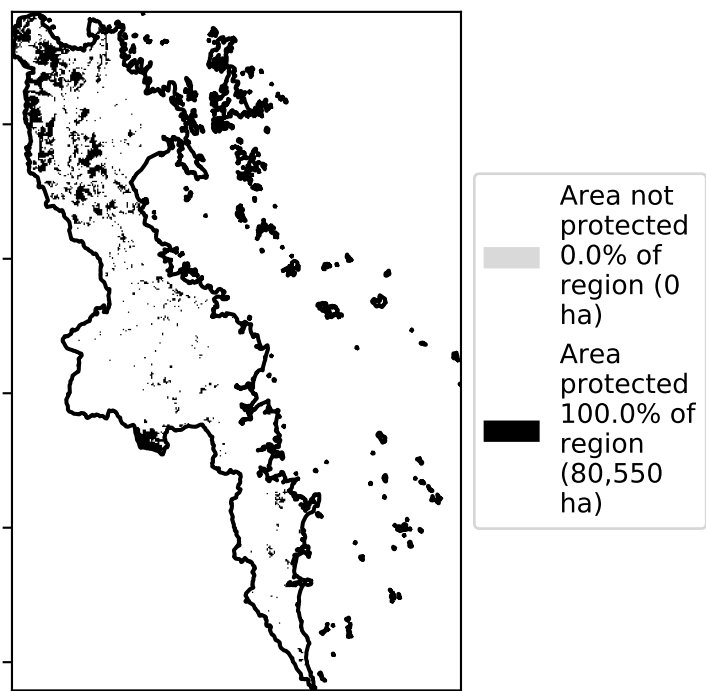 Area not
protected
0.0% of
region (0
ha)
Area
protected
100.0% of
region
(80,550
ha)